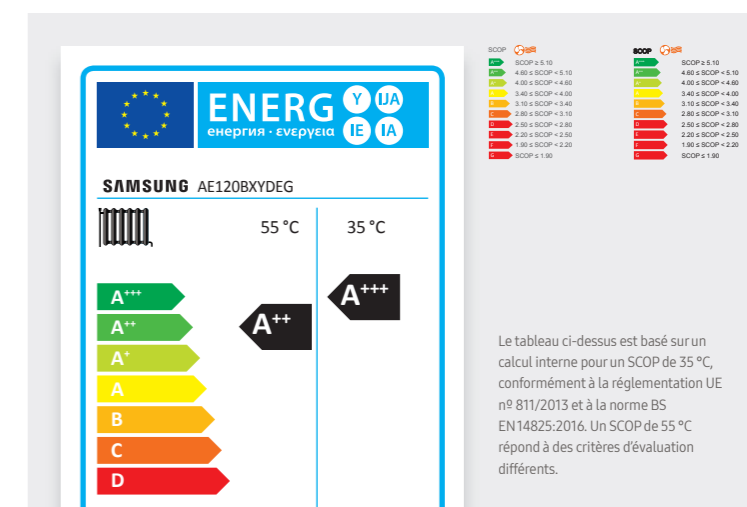 ENERG
енергия · ενεργεια
Y IJA
IE IA
SAMSUNG AE120BXYDEG
55 °C 35 °C
A+++
A++
A+
A
B
C
D
A++
A+++
SCOP
A+++ SCOP ≥ 5.10
A++ 4.60 ≤ SCOP < 5.10
A+ 4.00 ≤ SCOP < 4.60
A 3.40 ≤ SCOP < 4.00
B 3.10 ≤ SCOP < 3.40
C 2.80 ≤ SCOP < 3.10
D 2.50 ≤ SCOP < 2.80
E 2.20 ≤ SCOP < 2.50
F 1.90 ≤ SCOP < 2.20
G SCOP ≤ 1.90
SCOP
A+++ SCOP ≥ 5.10
A++ 4.60 ≤ SCOP < 5.10
A+ 4.00 ≤ SCOP < 4.60
A 3.40 ≤ SCOP < 4.00
B 3.10 ≤ SCOP < 3.40
C 2.80 ≤ SCOP < 3.10
D 2.50 ≤ SCOP < 2.80
E 2.20 ≤ SCOP < 2.50
F 1.90 ≤ SCOP < 2.20
G SCOP ≤ 1.90
Le tableau ci-dessus est basé sur un
calcul interne pour un SCOP de 35 °C,
conformément à la réglementation UE
nº 811/2013 et à la norme BS
EN 14825:2016. Un SCOP de 55 °C
répond à des critères d'évaluation
différents.